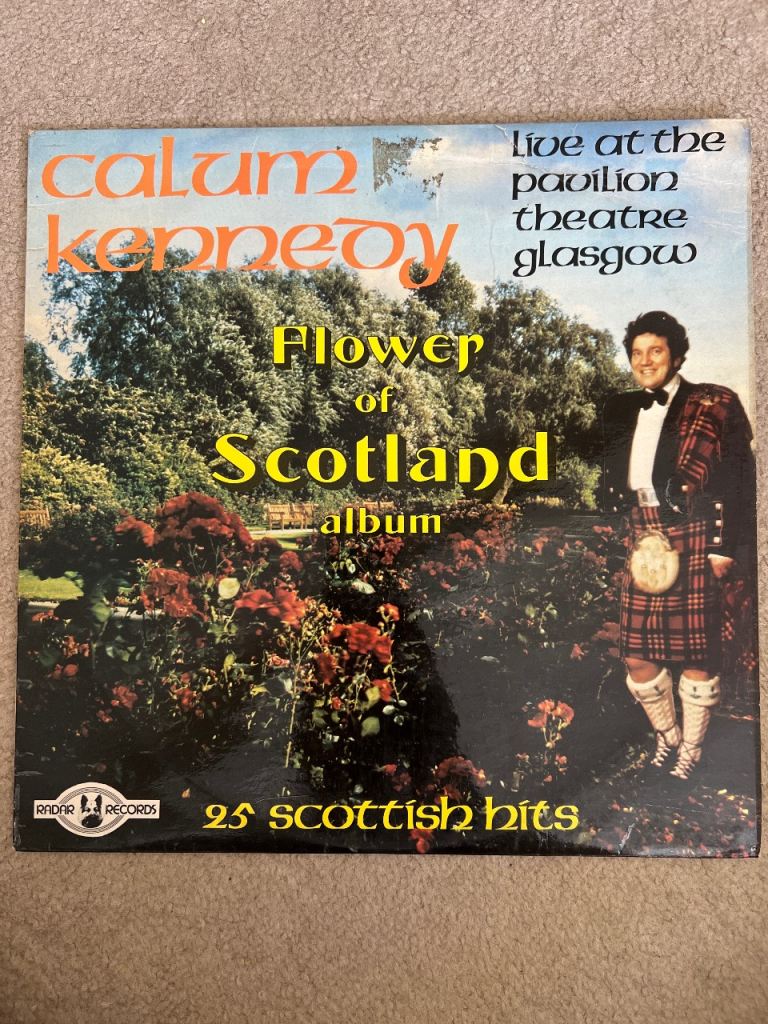 calum
kennedy
live at the
pavilion
theatre
glasgow
Flower
of
Scotland
album
RADAR RECORDS
25 scottish hits